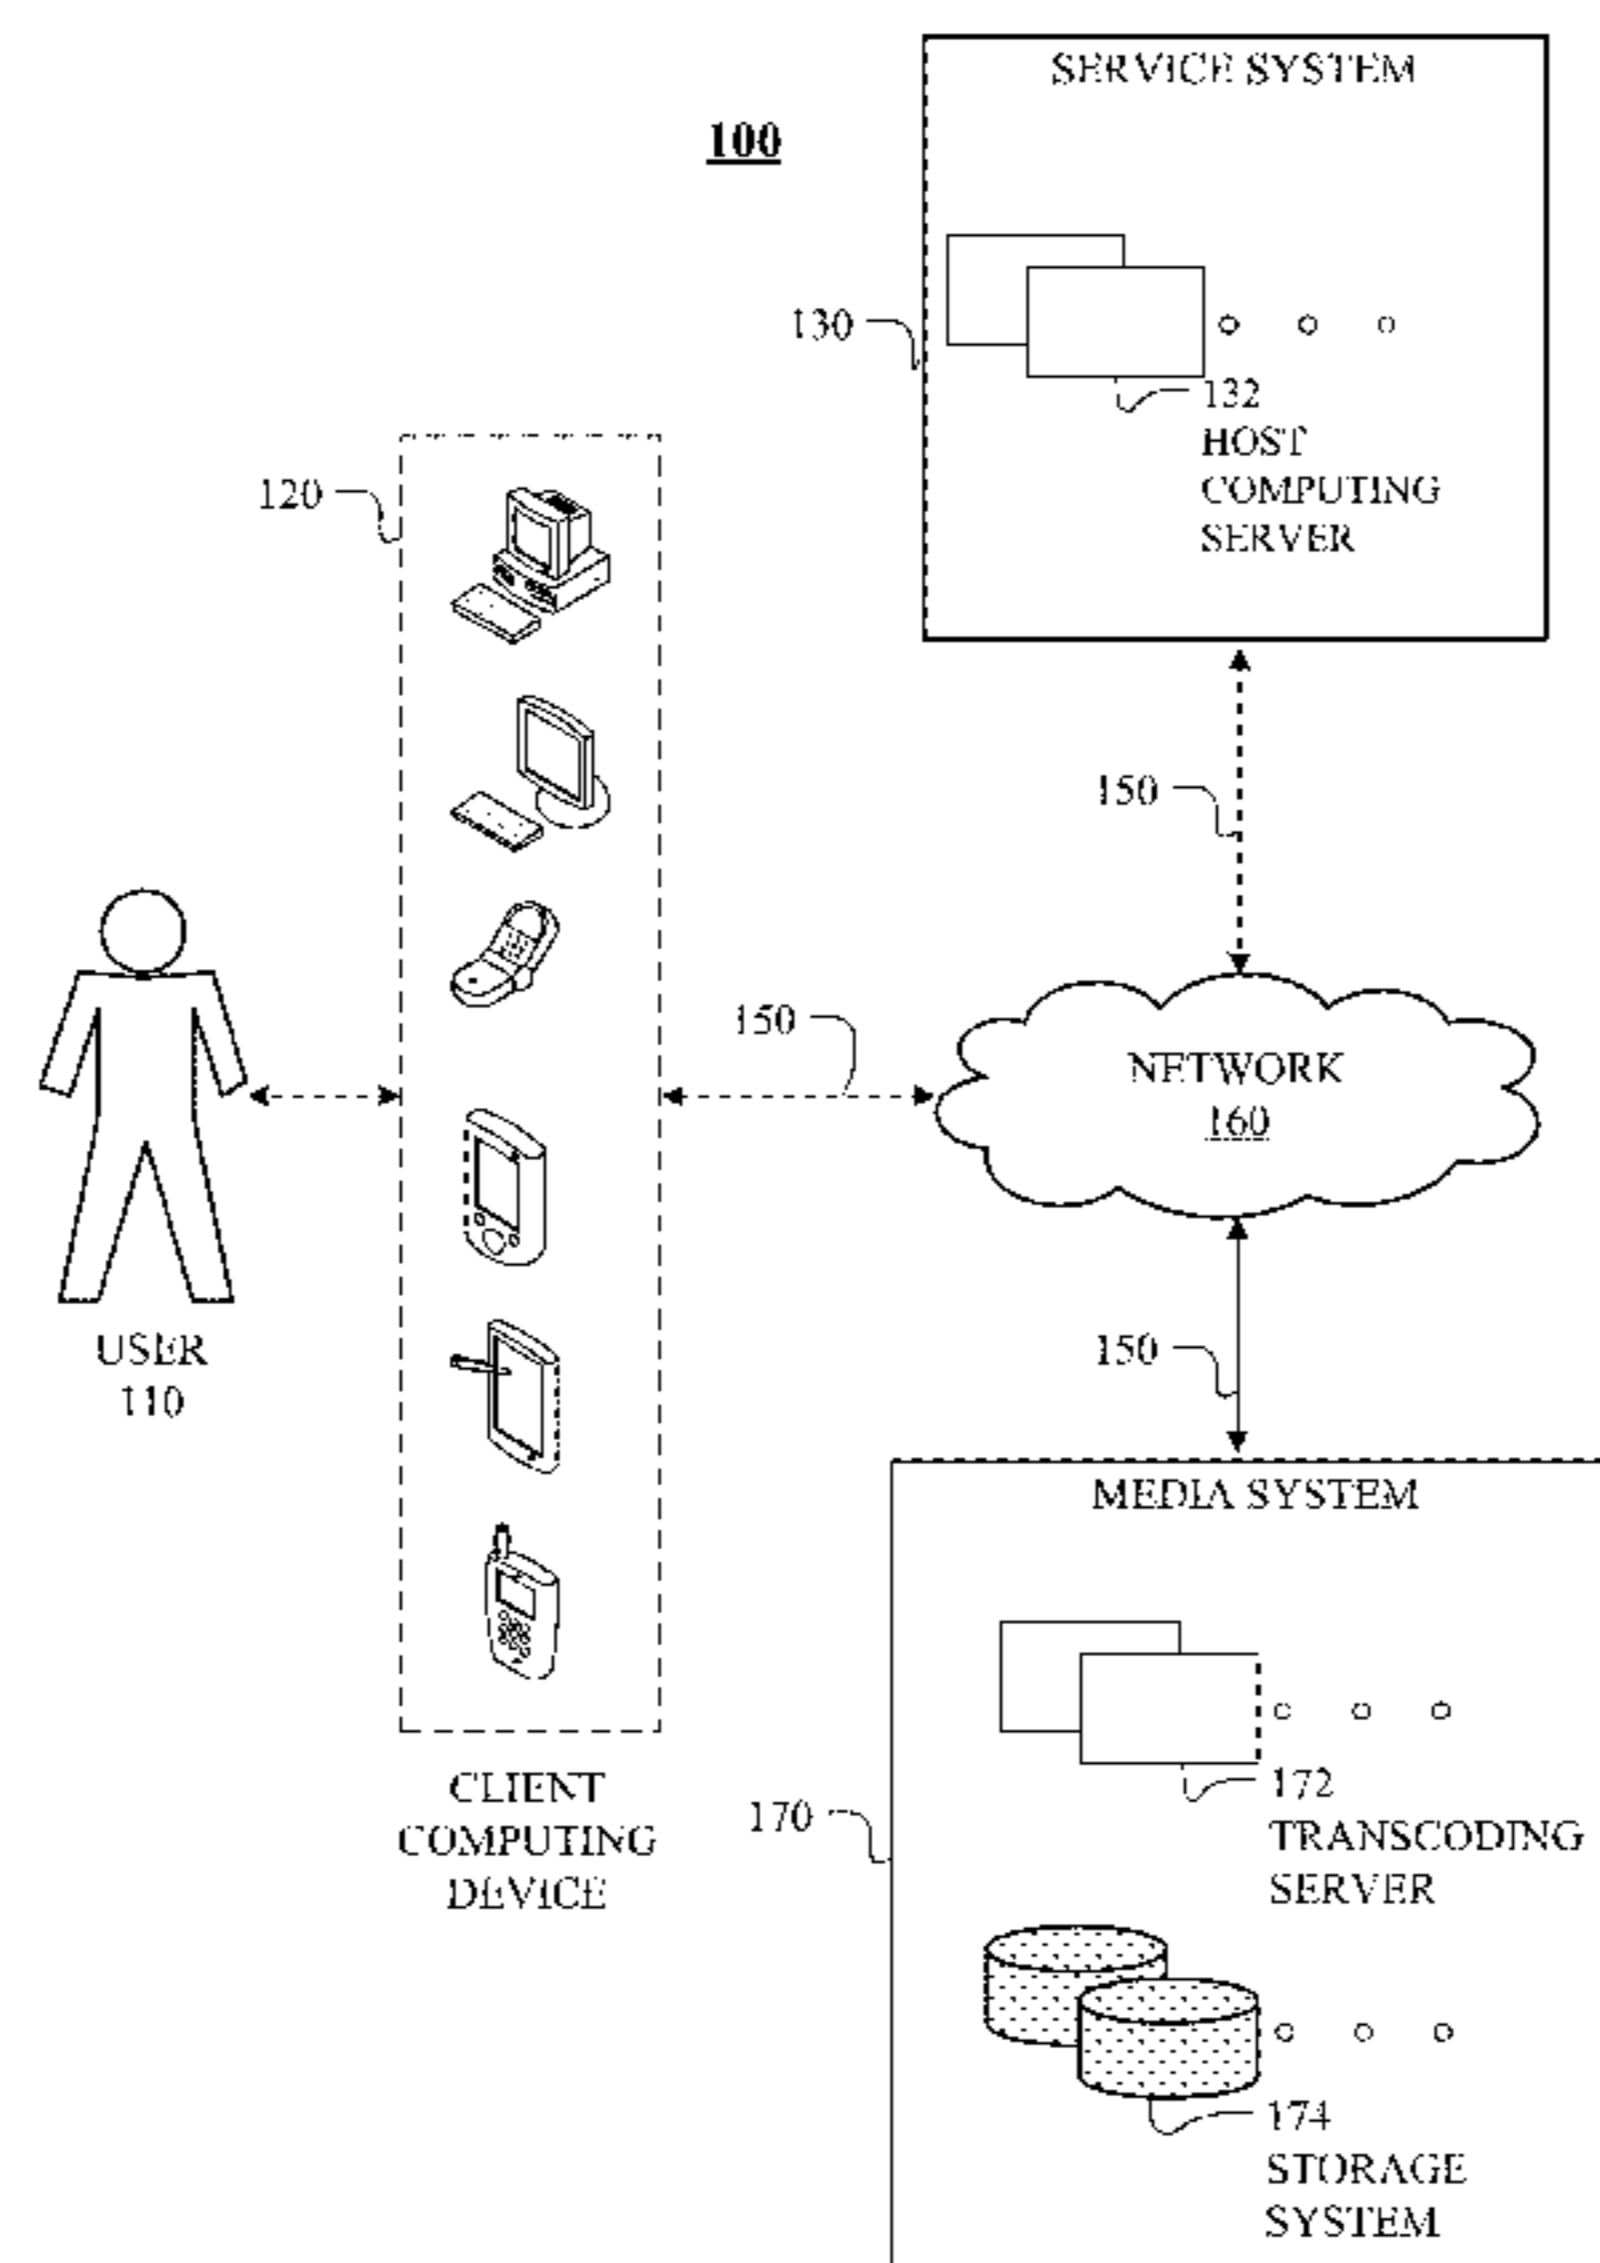 SERVICE SYSTEM
100
130
132
HOST
COMPUTING
SERVER
120
150
150
NETWORK
160
USER
110
150
MEDIA SYSTEM
CLIENT
COMPUTING
DEVICE
170
172
TRANSCODING
SERVER
174
STORAGE
SYSTEM